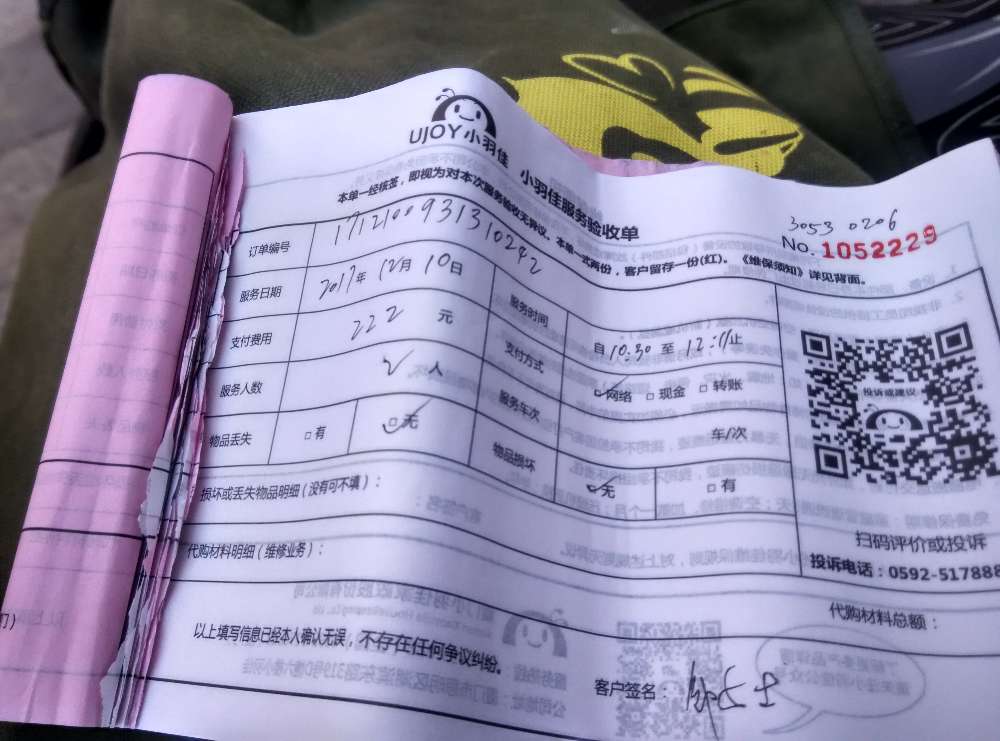 UJOY小羽佳
小羽佳服务验收单
3053 0206
No. 1052229
本单一经核签，即视为对本次服务验收无异议。本单一式两份，客户留存一份(红)。《维保须知》详见背面。
订单编号 1712100931310242
服务日期 2017年 12月 10日 服务时间 自 10:30 至 12:11止
支付费用 222 元 支付方式 网络 现金 转账
服务人数 2 人 服务车次 车/次
物品丢失 有 无 物品损坏 无 有
投诉或建议
扫码评价或投诉
投诉电话：0592-517888
损坏或丢失物品明细 (没有可不填)：
代购材料明细 (维修业务)：
代购材料总额：
以上填写信息已经本人确认无误，不存在任何争议纠纷。
客户签名：